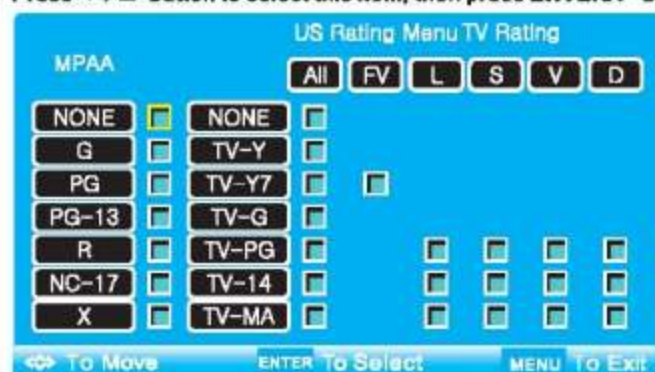 US Rating Menu TV Rating
MPAA
All FV L S V D
NONE NONE
G TV-Y
PG TV-Y7
PG-13 TV-G
R TV-PG
NC-17 TV-14
X TV-MA
To Move ENTER To Select MENU To Exit